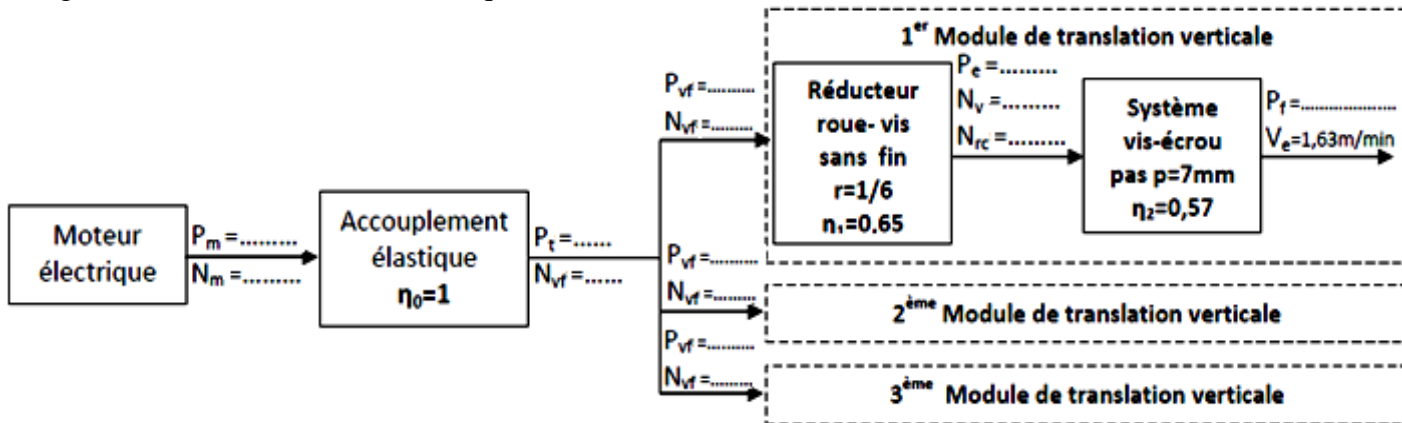 1er Module de translation verticale
Pvf =..........
Nvf =.........
Réducteur
roue- vis
sans fin
r=1/6
η1=0.65
Pe =.........
Nv =.........
Nrc =.........
Système
vis-écrou
pas p=7mm
η2=0,57
Pf =......................
Ve=1,63m/min
Moteur
électrique
Pm =.........
Nm =.........
Accouplement
élastique
η0=1
Pt =......
Nvf =......
Pvf =..........
Nvf =.........
2ème Module de translation verticale
Pvf =..........
Nvf =.........
3ème Module de translation verticale